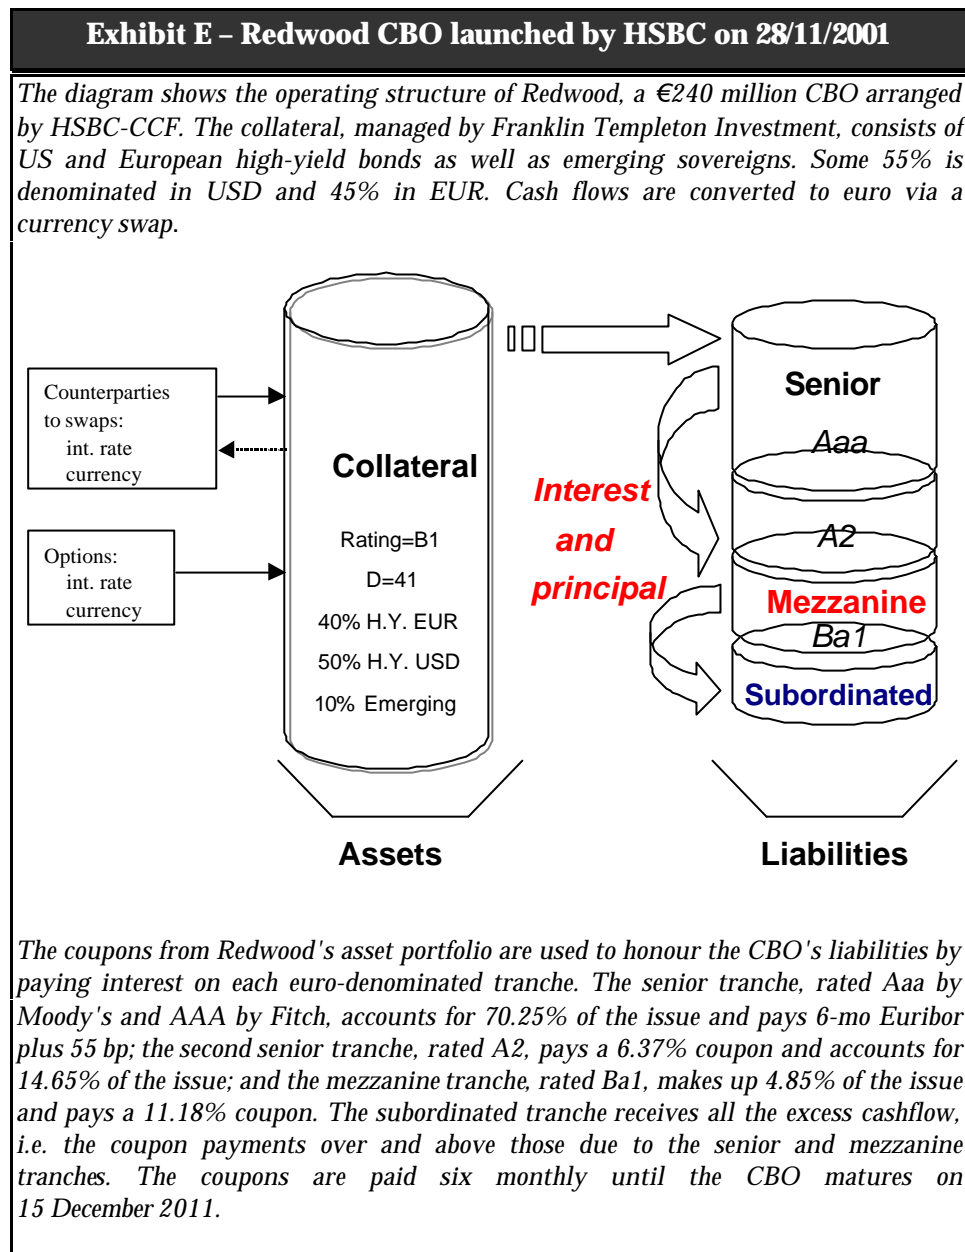 Exhibit E – Redwood CBO launched by HSBC on 28/11/2001
The diagram shows the operating structure of Redwood, a €240 million CBO arranged
by HSBC-CCF. The collateral, managed by Franklin Templeton Investment, consists of
US and European high-yield bonds as well as emerging sovereigns. Some 55% is
denominated in USD and 45% in EUR. Cash flows are converted to euro via a
currency swap.
Counterparties
to swaps:
int. rate
currency
Options:
int. rate
currency
Collateral
Rating=B1
D=41
40% H.Y. EUR
50% H.Y. USD
10% Emerging
Interest
and
principal
Senior
Aaa
A2
Mezzanine
Ba1
Subordinated
Assets
Liabilities
The coupons from Redwood's asset portfolio are used to honour the CBO's liabilities by
paying interest on each euro-denominated tranche. The senior tranche, rated Aaa by
Moody's and AAA by Fitch, accounts for 70.25% of the issue and pays 6-mo Euribor
plus 55 bp; the second senior tranche, rated A2, pays a 6.37% coupon and accounts for
14.65% of the issue; and the mezzanine tranche, rated Ba1, makes up 4.85% of the issue
and pays a 11.18% coupon. The subordinated tranche receives all the excess cashflow,
i.e. the coupon payments over and above those due to the senior and mezzanine
tranches. The coupons are paid six monthly until the CBO matures on
15 December 2011.